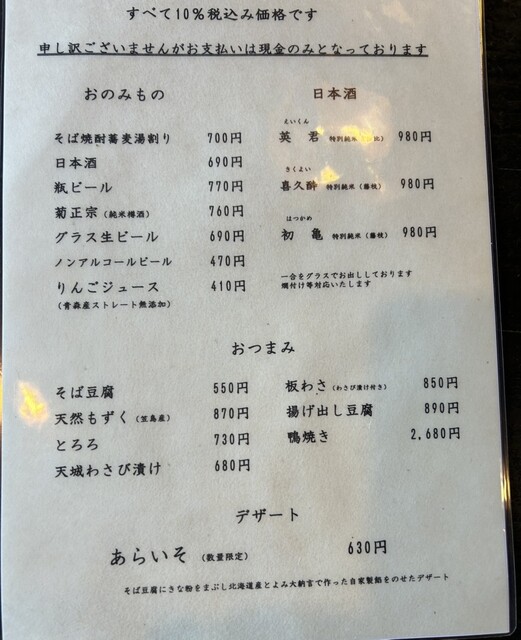 すべて10%税込み価格です
申し訳ございませんがお支払いは現金のみとなっております
おのみもの
そば焼酎蕎麦湯割り 700円
日本酒 690円
瓶ビール 770円
菊正宗(純米樽酒) 760円
グラス生ビール 690円
ノンアルコールビール 470円
りんごジュース 410円
(青森産ストレート無添加)
日本酒
えいくん
英君 特別純米 980円
きくよい
喜久酔 特別純米(藤枝) 980円
はつかめ
初亀 特別純米(藤枝) 980円
一合をグラスでお出ししております
燗付け等対応いたします
おつまみ
そば豆腐 550円
天然もずく(笠島産) 870円
とろろ 730円
天城わさび漬け 680円
板わさ(わさび漬け付き) 850円
揚げ出し豆腐 890円
鴨焼き 2,680円
デザート
あらいそ (数量限定) 630円
そば豆腐にきな粉をまぶし北海道産とよみ大納言で作った自家製餡をのせたデザート